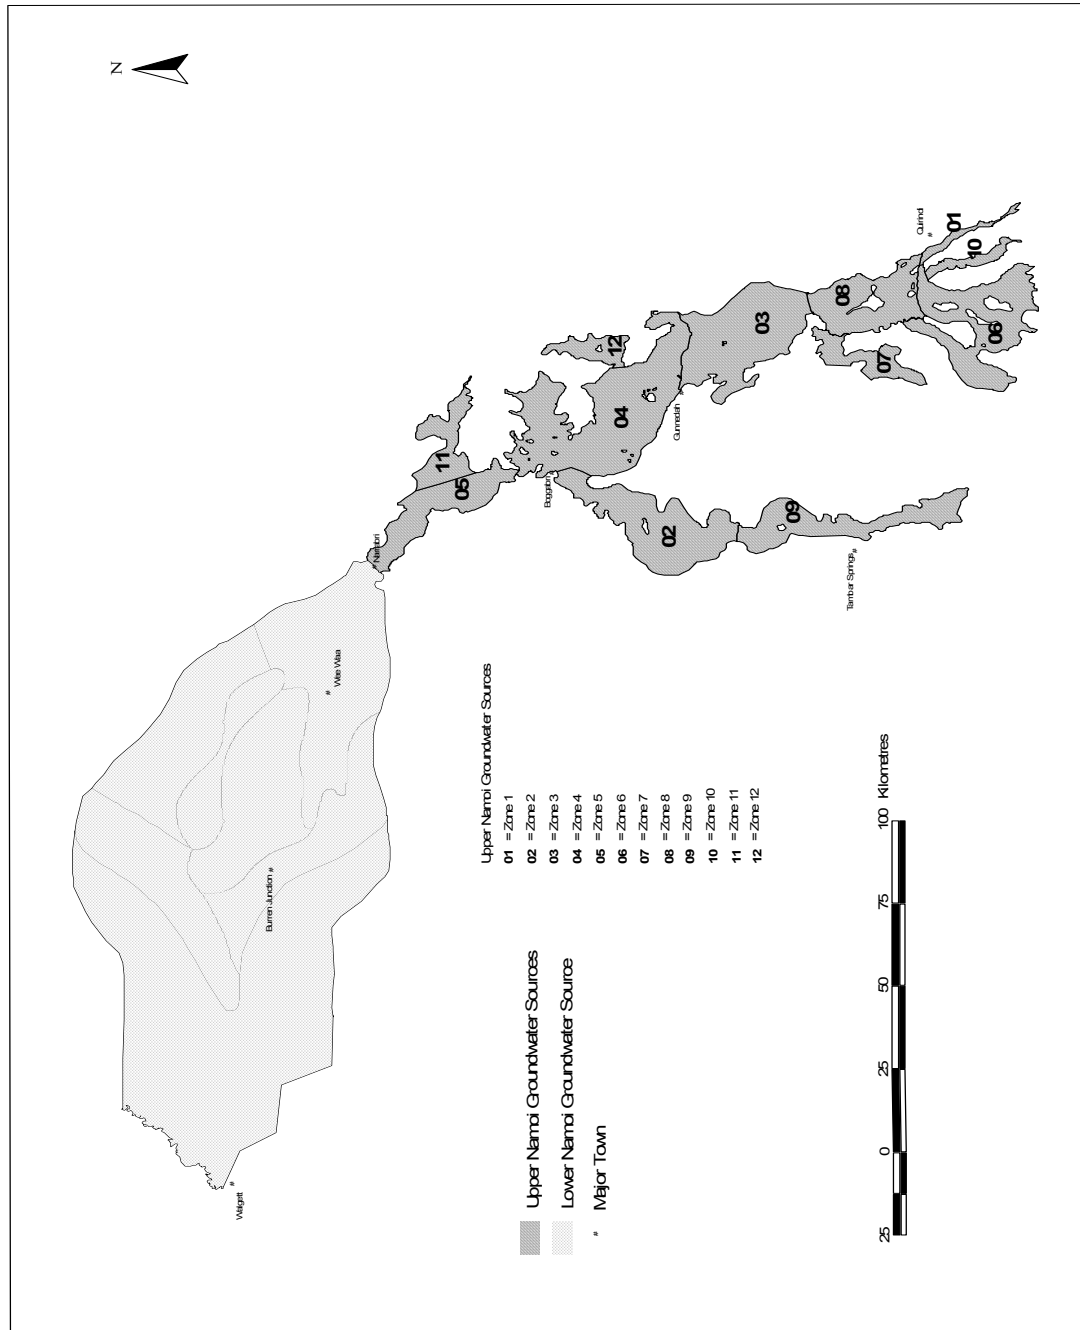 N
Quirindi
01
10
08
06
03
07
12
04
Gunnedah
11
05
Boggabri
02
09
Tambar Springs
Narrabri
Wee Waa
Burren Junction
Walgett
Upper Namoi Groundwater Sources
01 = Zone 1
02 = Zone 2
03 = Zone 3
04 = Zone 4
05 = Zone 5
06 = Zone 6
07 = Zone 7
08 = Zone 8
09 = Zone 9
10 = Zone 10
11 = Zone 11
12 = Zone 12
Upper Namoi Groundwater Sources
Lower Namoi Groundwater Source
# Major Town
25 0 25 50 75 100 Kilometres